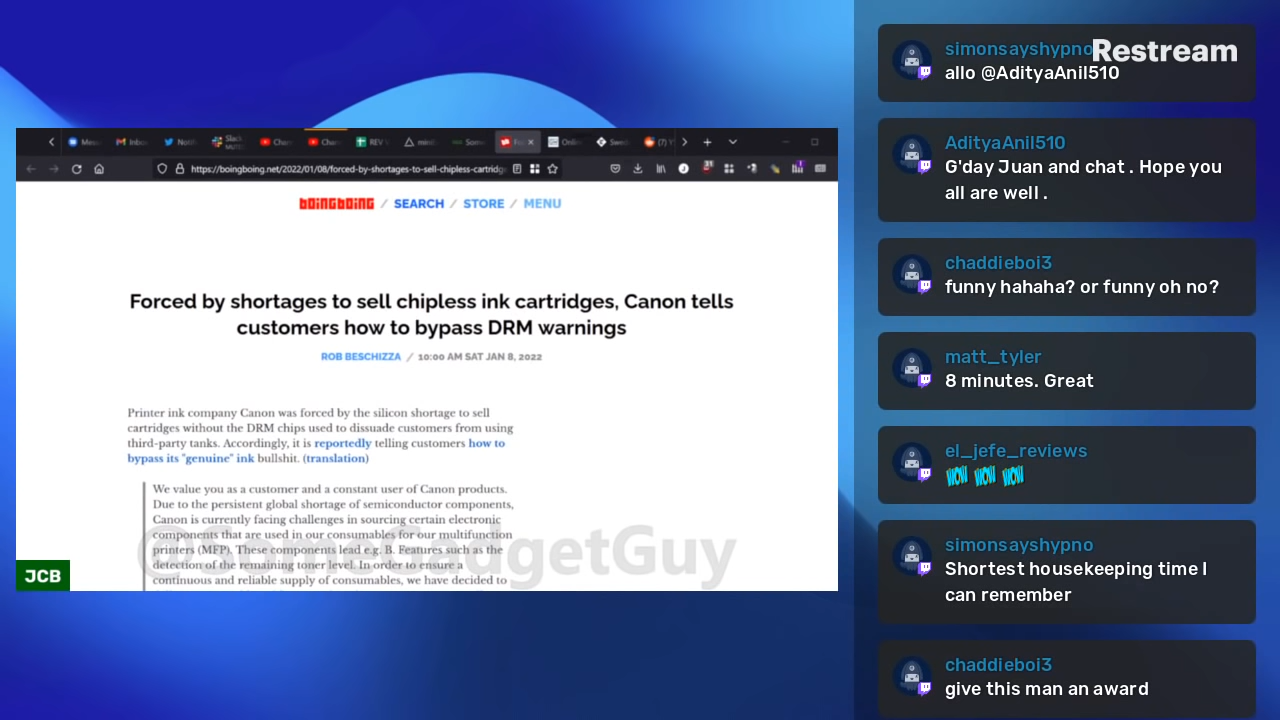 Slack
https://boingboing.net/2022/01/08/forced-by-shortages-to-sell-chipless-cartridg
boingboing / SEARCH / STORE / MENU
Forced by shortages to sell chipless ink cartridges, Canon tells
customers how to bypass DRM warnings
ROB BESCHIZZA / 10:00 AM SAT JAN 8, 2022
Printer ink company Canon was forced by the silicon shortage to sell
cartridges without the DRM chips used to dissuade customers from using
third-party tanks. Accordingly, it is reportedly telling customers how to
bypass its "genuine" ink bullshit. (translation)
We value you as a customer and a constant user of Canon products.
Due to the persistent global shortage of semiconductor components,
Canon is currently facing challenges in sourcing certain electronic
components that are used in our consumables for our multifunction
printers (MFP). These components lead e.g. B. Features such as the
detection of the remaining toner level. In order to ensure a
continuous and reliable supply of consumables, we have decided to
@SomeGadgetGuy
JCB
Restream
simonsayshypno
allo @AdityaAnil510
AdityaAnil510
G'day Juan and chat . Hope you
all are well .
chaddieboi3
funny hahaha? or funny oh no?
matt_tyler
8 minutes. Great
el_jefe_reviews
WOW WOW WOW
simonsayshypno
Shortest housekeeping time I
can remember
chaddieboi3
give this man an award